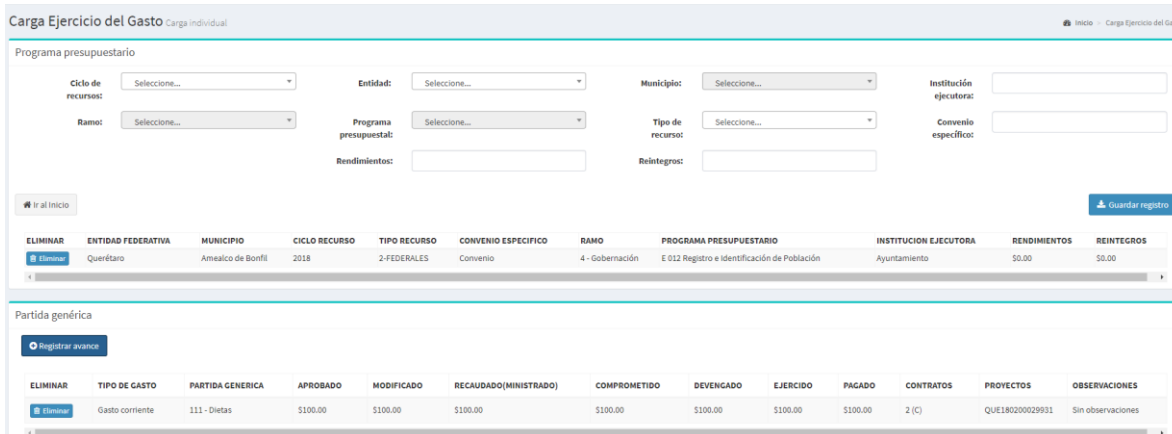 Carga Ejercicio del Gasto Carga individual
Inicio > Carga Ejercicio del Ga
Programa presupuestario
Ciclo de recursos: Seleccione... Entidad: Seleccione... Municipio: Seleccione... Institución ejecutora:
Ramo: Seleccione... Programa presupuestal: Seleccione... Tipo de recurso: Seleccione... Convenio específico:
Rendimientos: Reintegros:
Ir al Inicio Guardar registro
ELIMINAR ENTIDAD FEDERATIVA MUNICIPIO CICLO RECURSO TIPO RECURSO CONVENIO ESPECIFICO RAMO PROGRAMA PRESUPUESTARIO INSTITUCION EJECUTORA RENDIMIENTOS REINTEGROS
Eliminar Querétaro Amealco de Bonfil 2018 2-FEDERALES Convenio 4 - Gobernación E 012 Registro e Identificación de Población Ayuntamiento $0.00 $0.00
Partida genérica
Registrar avance
ELIMINAR TIPO DE GASTO PARTIDA GENERICA APROBADO MODIFICADO RECAUDADO(MINISTRADO) COMPROMETIDO DEVENGADO EJERCIDO PAGADO CONTRATOS PROYECTOS OBSERVACIONES
Eliminar Gasto corriente 111 - Dietas $100.00 $100.00 $100.00 $100.00 $100.00 $100.00 $100.00 2 (C) QUE180200029931 Sin observaciones